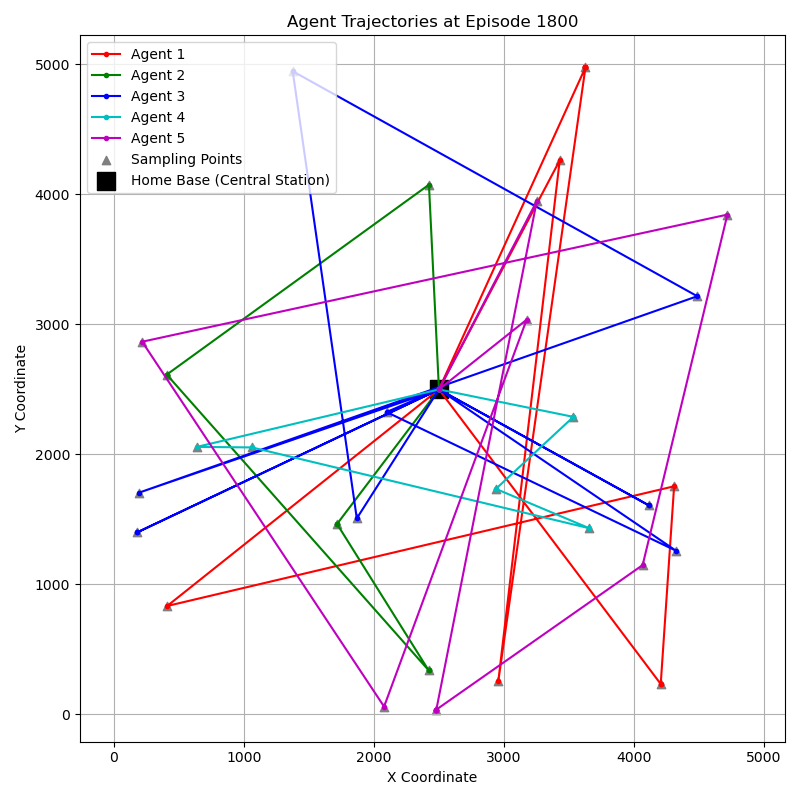 Agent Trajectories at Episode 1800
Agent 1
Agent 2
Agent 3
Agent 4
Agent 5
Sampling Points
Home Base (Central Station)
Y Coordinate
5000
4000
3000
2000
1000
0
0 1000 2000 3000 4000 5000
X Coordinate